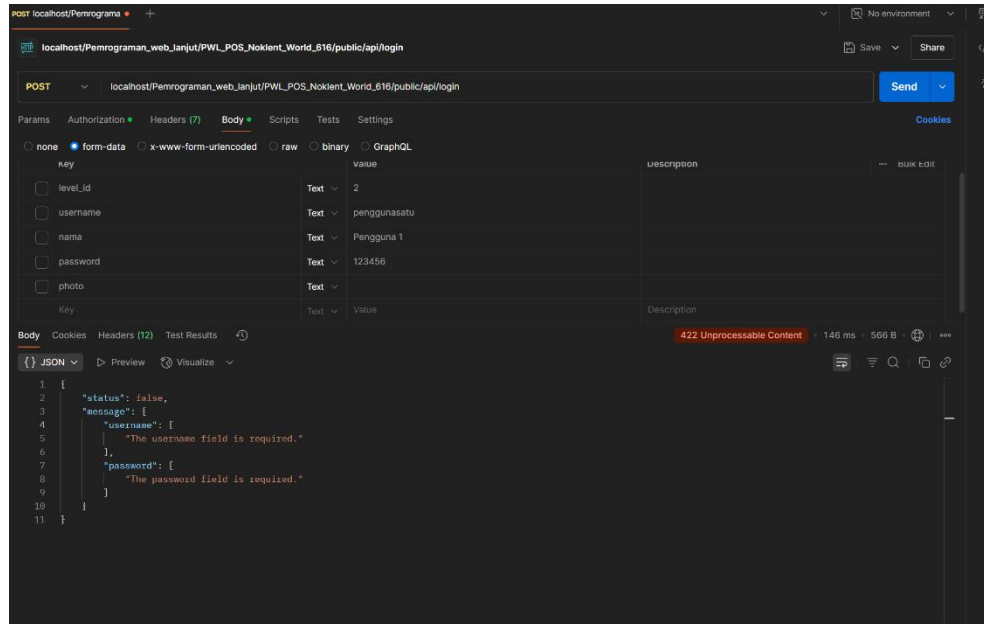 POST localhost/Pemrograma
No environment
HTTP localhost/Pemrograman_web_lanjut/PWL_POS_Noklent_World_616/public/api/login
Save Share
POST localhost/Pemrograman_web_lanjut/PWL_POS_Noklent_World_616/public/api/login Send
Params Authorization Headers (7) Body Scripts Tests Settings Cookies
none form-data x-www-form-urlencoded raw binary GraphQL
Key Value Description Bulk Edit
level_id Text 2
username Text penggunasatu
nama Text Pengguna 1
password Text 123456
photo Text
Key Text Value Description
Body Cookies Headers (12) Test Results 422 Unprocessable Content 146 ms 566 B
{} JSON Preview Visualize
1 {
2 "status": false,
3 "message": {
4 "username": [
5 "The username field is required."
6 ],
7 "password": [
8 "The password field is required."
9 ]
10 }
11 }